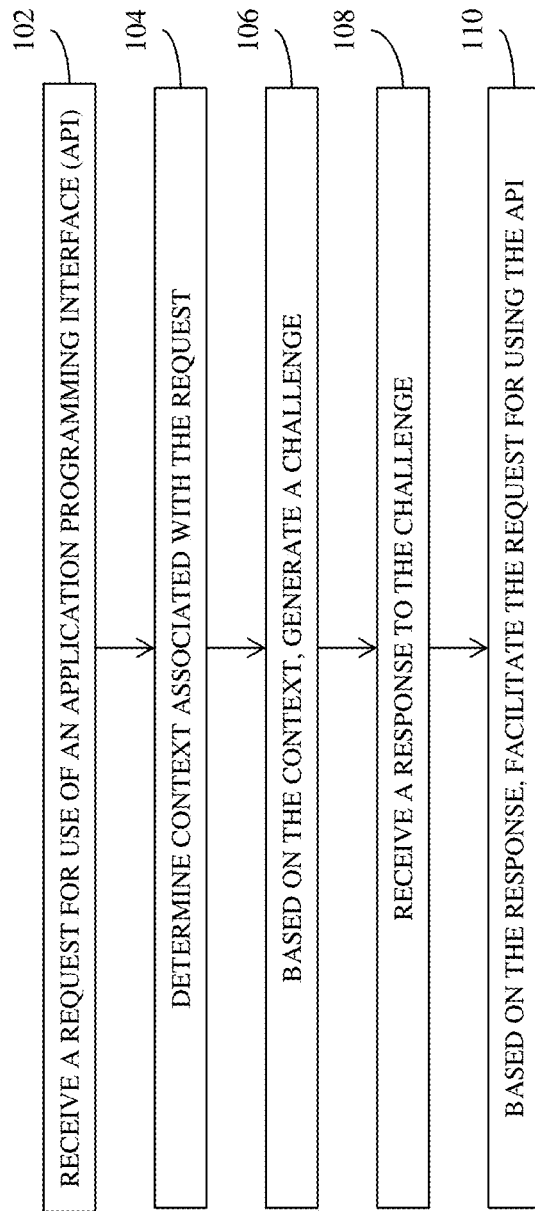 102
RECEIVE A REQUEST FOR USE OF AN APPLICATION PROGRAMMING INTERFACE (API)
104
DETERMINE CONTEXT ASSOCIATED WITH THE REQUEST
106
BASED ON THE CONTEXT, GENERATE A CHALLENGE
108
RECEIVE A RESPONSE TO THE CHALLENGE
110
BASED ON THE RESPONSE, FACILITATE THE REQUEST FOR USING THE API